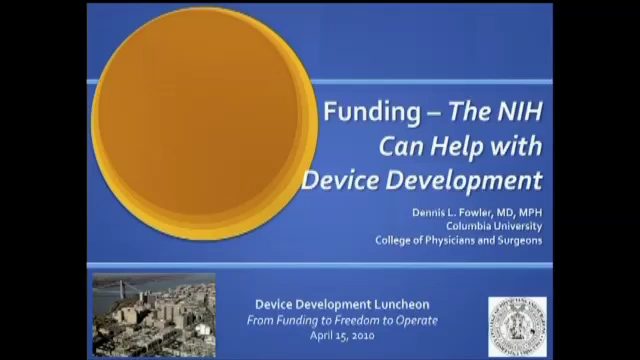 Funding – The NIH
Can Help with
Device Development
Dennis L. Fowler, MD, MPH
Columbia University
College of Physicians and Surgeons
Device Development Luncheon
From Funding to Freedom to Operate
April 15, 2010